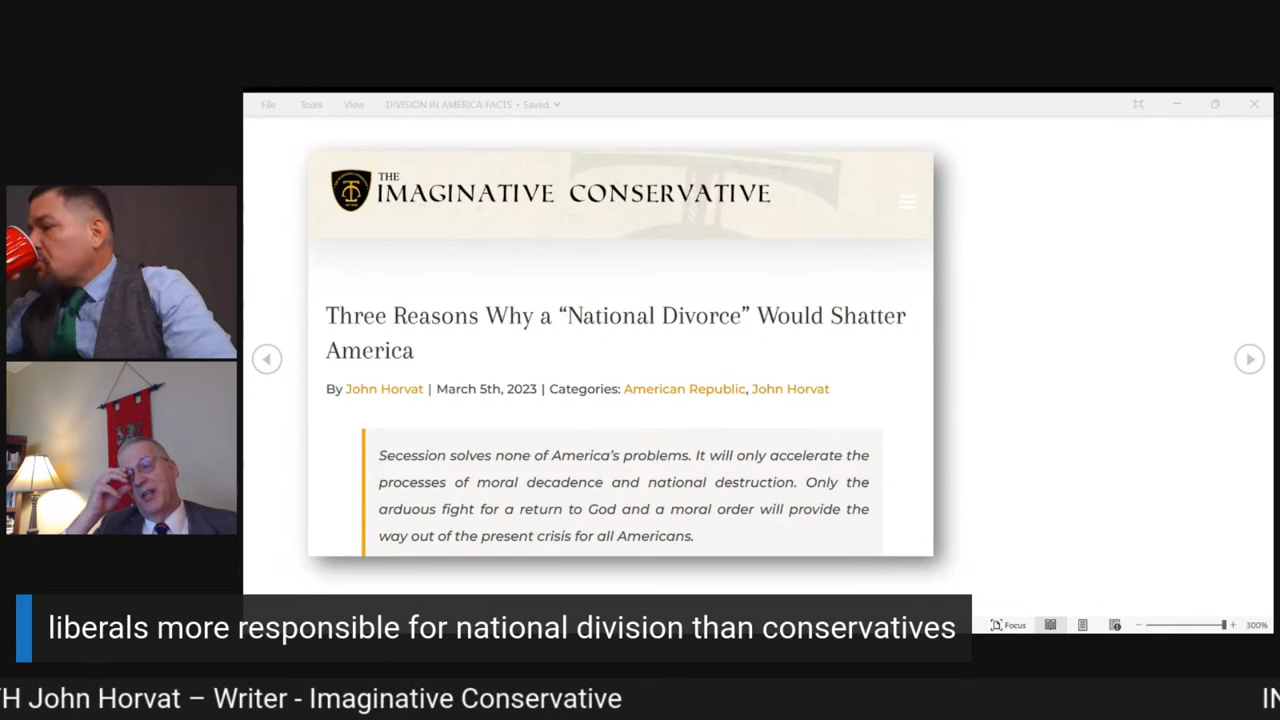 File Tools View DIVISION IN AMERICA FACTS • Saved
THE
IMAGINATIVE CONSERVATIVE
Three Reasons Why a “National Divorce” Would Shatter
America
By John Horvat | March 5th, 2023 | Categories: American Republic, John Horvat
Secession solves none of America’s problems. It will only accelerate the
processes of moral decadence and national destruction. Only the
arduous fight for a return to God and a moral order will provide the
way out of the present crisis for all Americans.
liberals more responsible for national division than conservatives
Focus 300%
H John Horvat – Writer - Imaginative Conservative